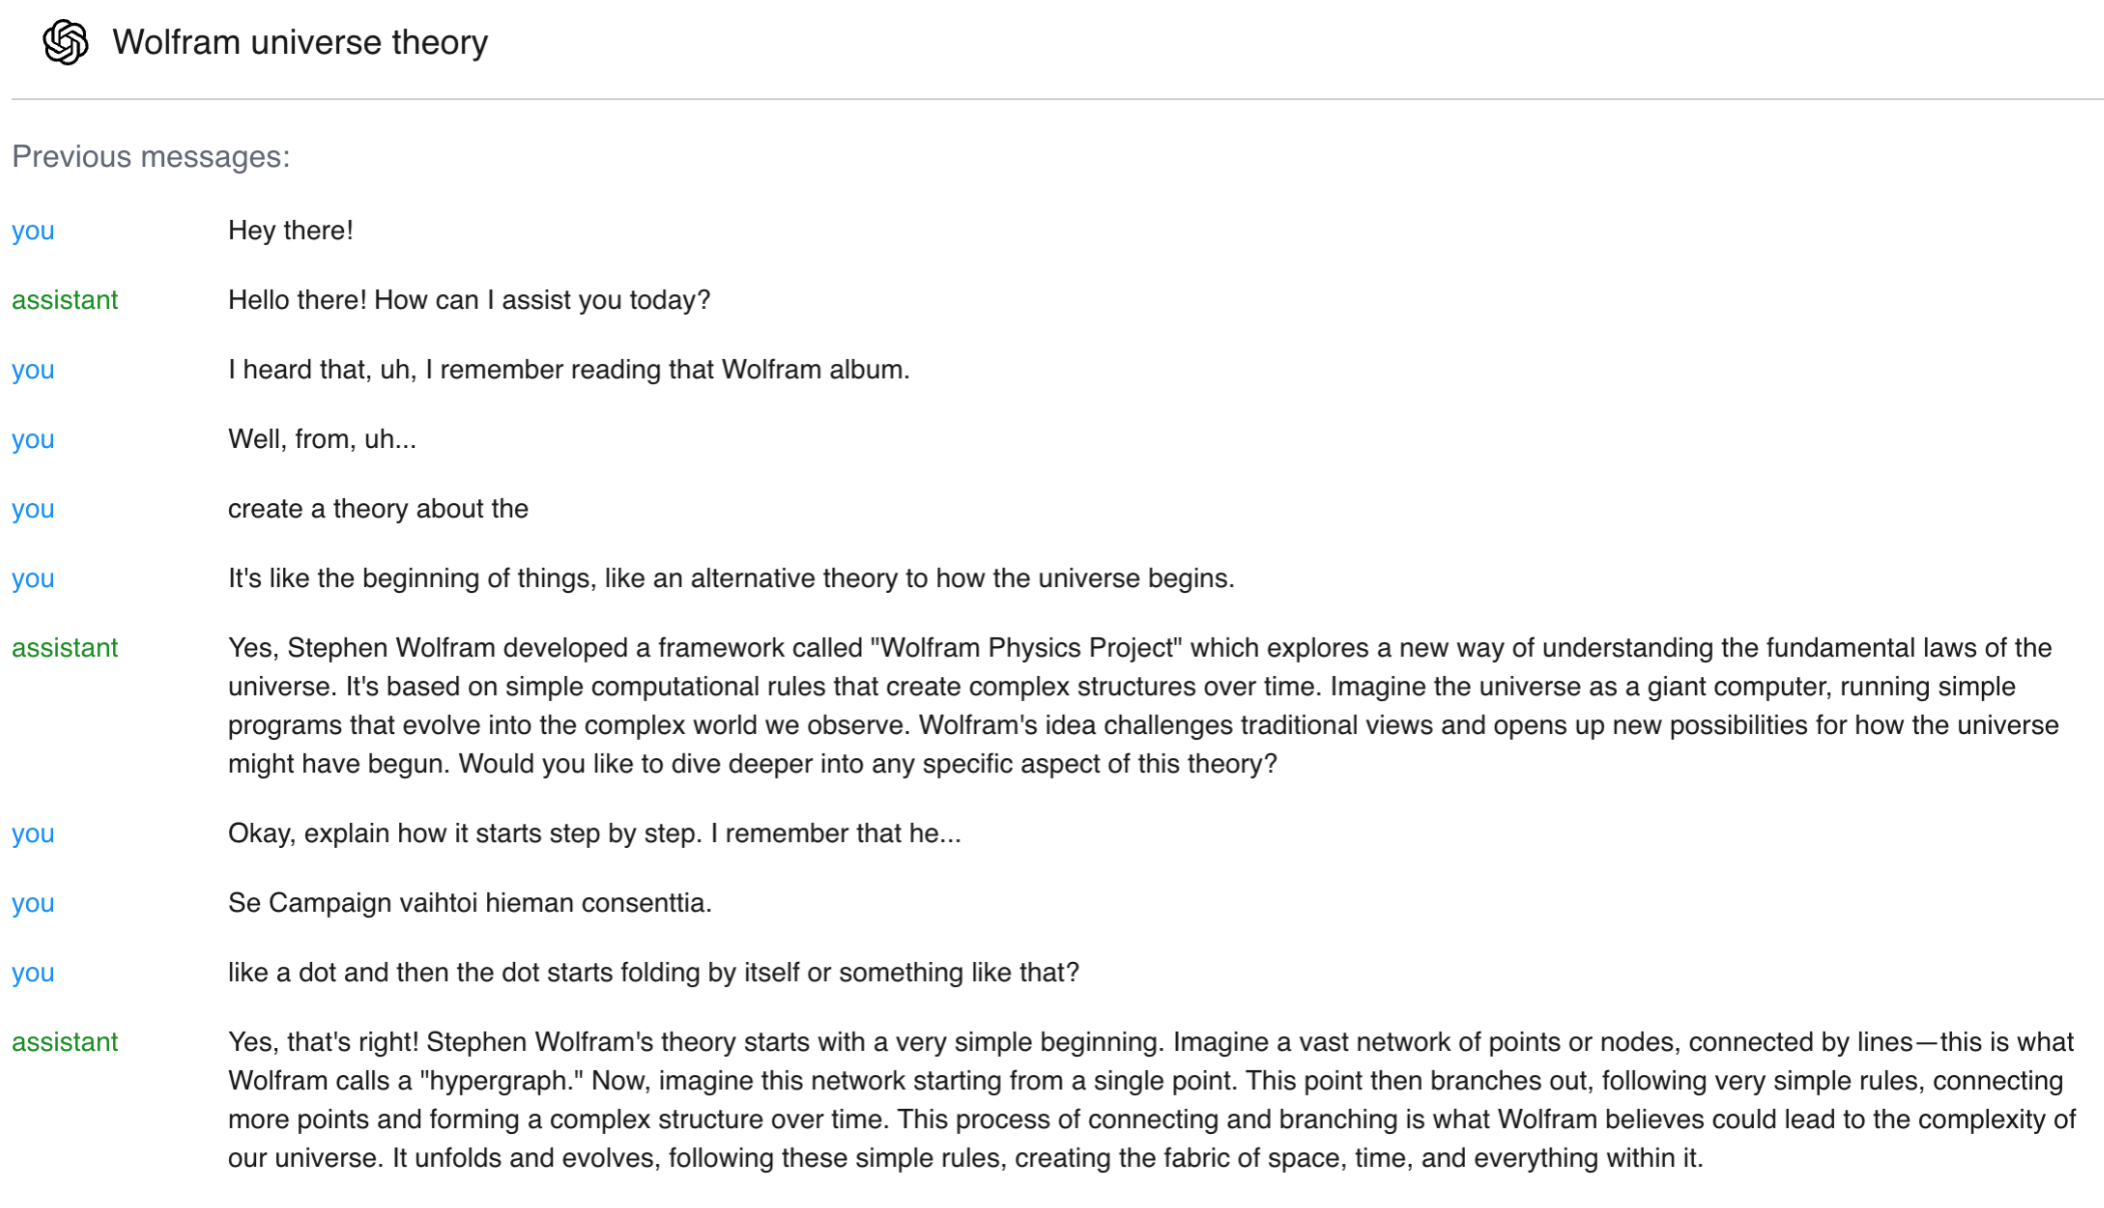 Wolfram universe theory
Previous messages:
you Hey there!
assistant Hello there! How can I assist you today?
you I heard that, uh, I remember reading that Wolfram album.
you Well, from, uh...
you create a theory about the
you It's like the beginning of things, like an alternative theory to how the universe begins.
assistant Yes, Stephen Wolfram developed a framework called "Wolfram Physics Project" which explores a new way of understanding the fundamental laws of the
universe. It's based on simple computational rules that create complex structures over time. Imagine the universe as a giant computer, running simple
programs that evolve into the complex world we observe. Wolfram's idea challenges traditional views and opens up new possibilities for how the universe
might have begun. Would you like to dive deeper into any specific aspect of this theory?
you Okay, explain how it starts step by step. I remember that he...
you Se Campaign vaihtoi hieman consenttia.
you like a dot and then the dot starts folding by itself or something like that?
assistant Yes, that's right! Stephen Wolfram's theory starts with a very simple beginning. Imagine a vast network of points or nodes, connected by lines—this is what
Wolfram calls a "hypergraph." Now, imagine this network starting from a single point. This point then branches out, following very simple rules, connecting
more points and forming a complex structure over time. This process of connecting and branching is what Wolfram believes could lead to the complexity of
our universe. It unfolds and evolves, following these simple rules, creating the fabric of space, time, and everything within it.